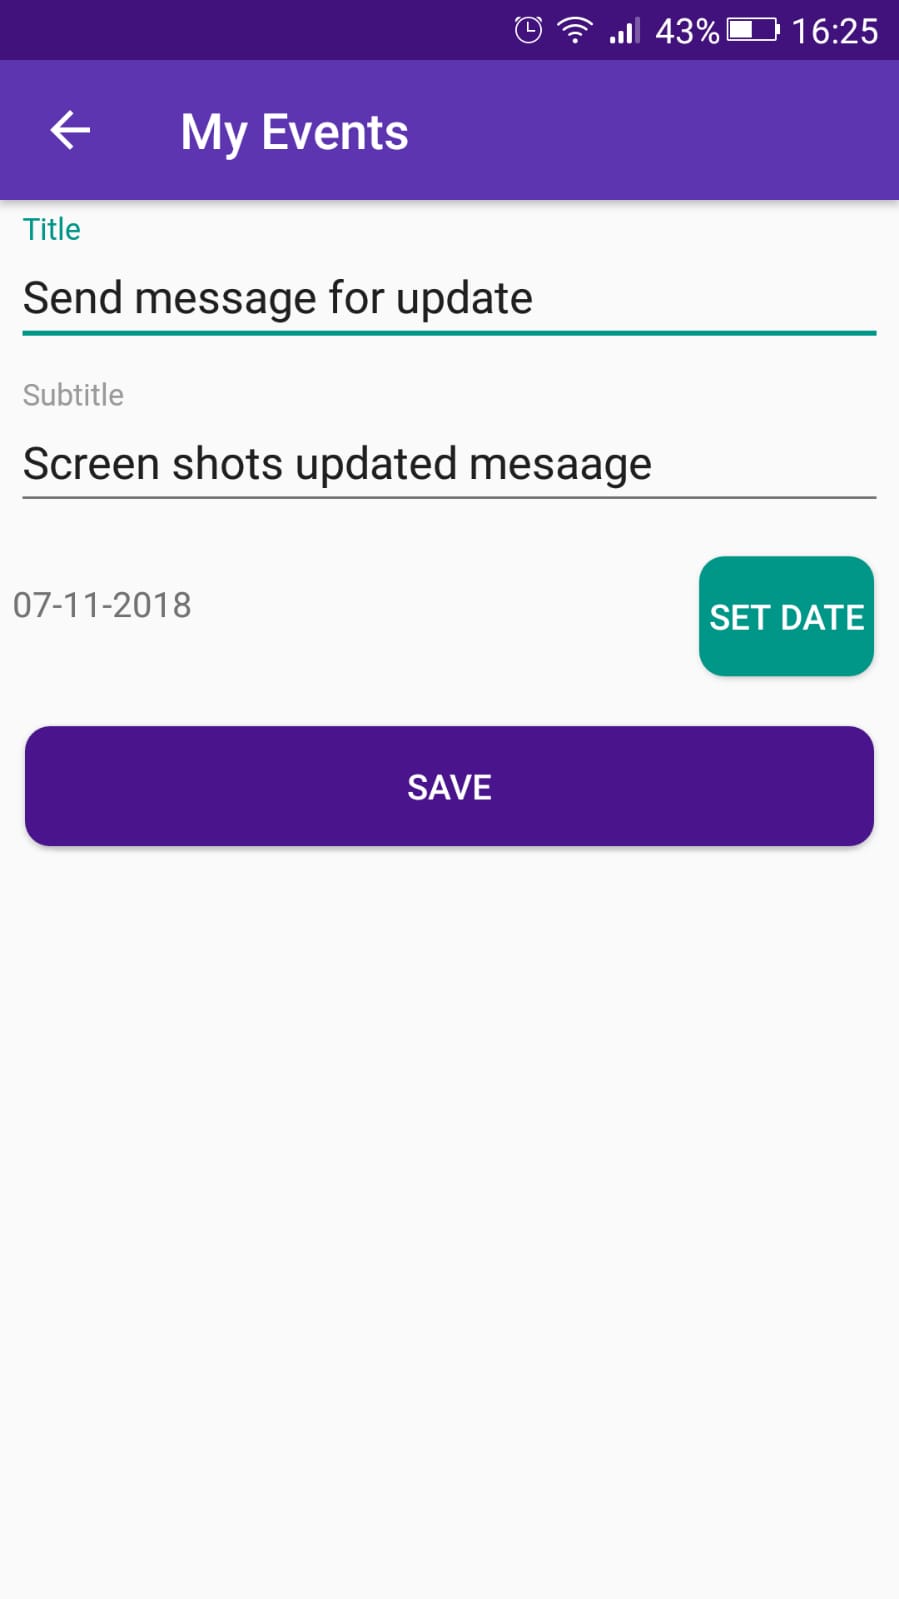 43% 16:25
My Events
Title
Send message for update
Subtitle
Screen shots updated mesaage
07-11-2018
SET DATE
SAVE